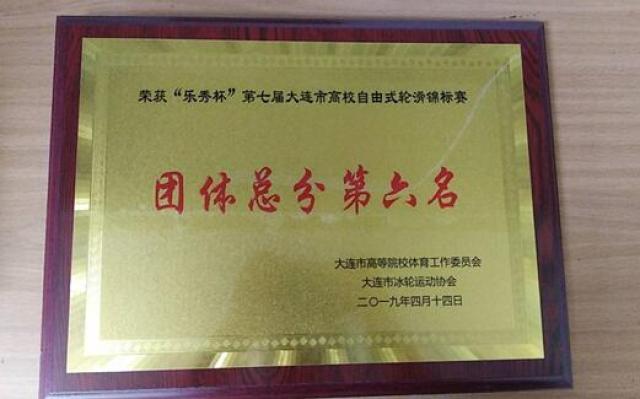 荣获“乐秀杯”第七届大连市高校自由式轮滑锦标赛
团体总分第六名
大连市高等院校体育工作委员会
大连市冰轮运动协会
二〇一九年四月十四日